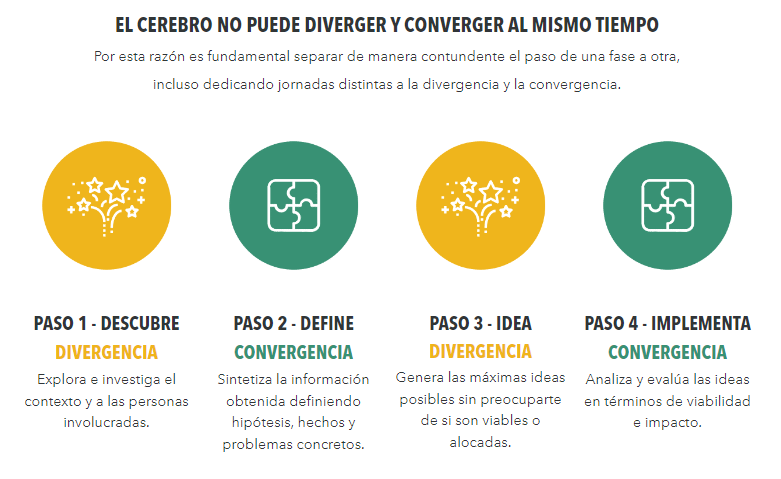 EL CEREBRO NO PUEDE DIVERGER Y CONVERGER AL MISMO TIEMPO
Por esta razón es fundamental separar de manera contundente el paso de una fase a otra,
incluso dedicando jornadas distintas a la divergencia y la convergencia.
PASO 1 - DESCUBRE
DIVERGENCIA
Explora e investiga el
contexto y a las personas
involucradas.
PASO 2 - DEFINE
CONVERGENCIA
Sintetiza la información
obtenida definiendo
hipótesis, hechos y
problemas concretos.
PASO 3 - IDEA
DIVERGENCIA
Genera las máximas ideas
posibles sin preocuparte
de si son viables o
alocadas.
PASO 4 - IMPLEMENTA
CONVERGENCIA
Analiza y evalúa las ideas
en términos de viabilidad
e impacto.